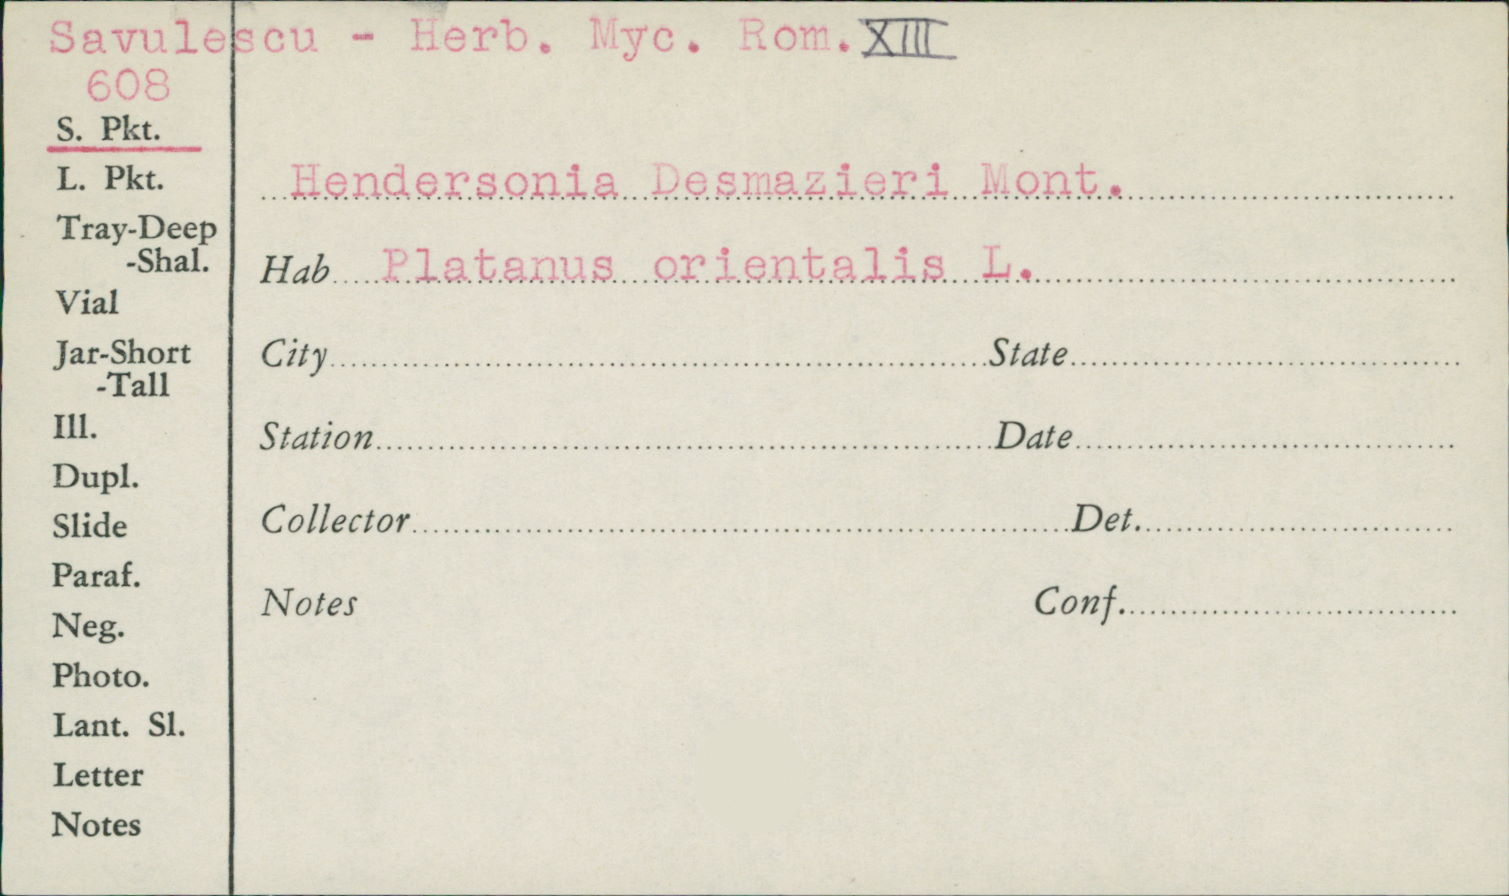 Savulescu - Herb. Myc. Rom. XIII
608
S. Pkt.
L. Pkt.
Tray-Deep
-Shal.
Vial
Jar-Short
-Tall
Ill.
Dupl.
Slide
Paraf.
Neg.
Photo.
Lant. Sl.
Letter
Notes
Hendersonia Desmazieri Mont.
Hab Platanus orientalis L.
City State
Station Date
Collector Det.
Notes Conf.